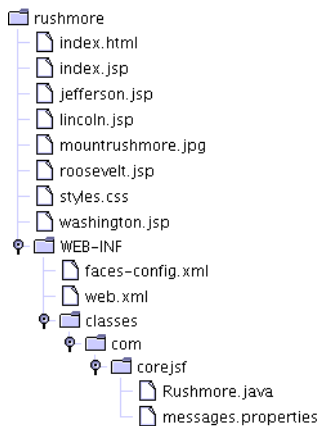 rushmore
index.html
index.jsp
jefferson.jsp
lincoln.jsp
mountrushmore.jpg
roosevelt.jsp
styles.css
washington.jsp
WEB-INF
faces-config.xml
web.xml
classes
com
corejsf
Rushmore.java
messages.properties